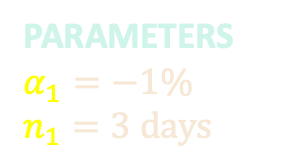 PARAMETERS
α₁ = −1%
n₁ = 3 days